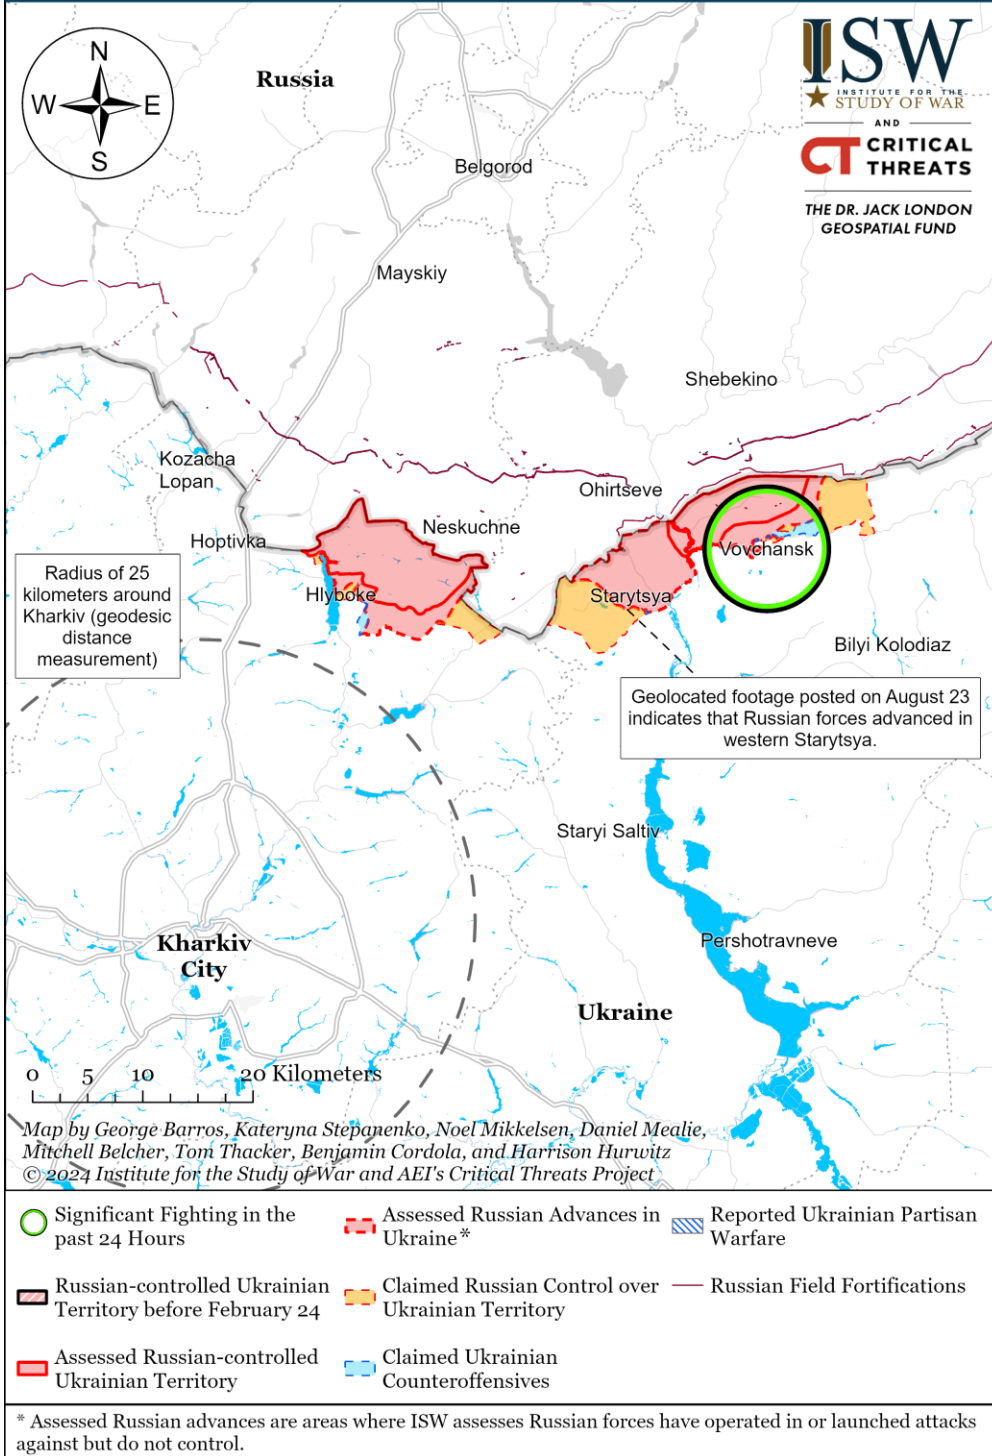 N
W E
S
Russia
ISW
INSTITUTE FOR THE
STUDY OF WAR
AND
CT CRITICAL
THREATS
THE DR. JACK LONDON
GEOSPATIAL FUND
Belgorod
Mayskiy
Shebekino
Kozacha
Lopan
Ohirtseve
Neskuchne
Hoptivka
Vovchansk
Radius of 25
kilometers around
Kharkiv (geodesic
distance
measurement)
Hlyboke
Starytsya
Bilyi Kolodiaz
Geolocated footage posted on August 23
indicates that Russian forces advanced in
western Starytsya.
Staryi Saltiv
Kharkiv
City
Pershotravneve
Ukraine
0 5 10 20 Kilometers
Map by George Barros, Kateryna Stepanenko, Noel Mikkelsen, Daniel Mealie,
Mitchell Belcher, Tom Thacker, Benjamin Cordola, and Harrison Hurwitz
© 2024 Institute for the Study of War and AEI's Critical Threats Project
Significant Fighting in the
past 24 Hours
Russian-controlled Ukrainian
Territory before February 24
Assessed Russian-controlled
Ukrainian Territory
Assessed Russian Advances in
Ukraine*
Claimed Russian Control over
Ukrainian Territory
Claimed Ukrainian
Counteroffensives
Reported Ukrainian Partisan
Warfare
Russian Field Fortifications
* Assessed Russian advances are areas where ISW assesses Russian forces have operated in or launched attacks
against but do not control.